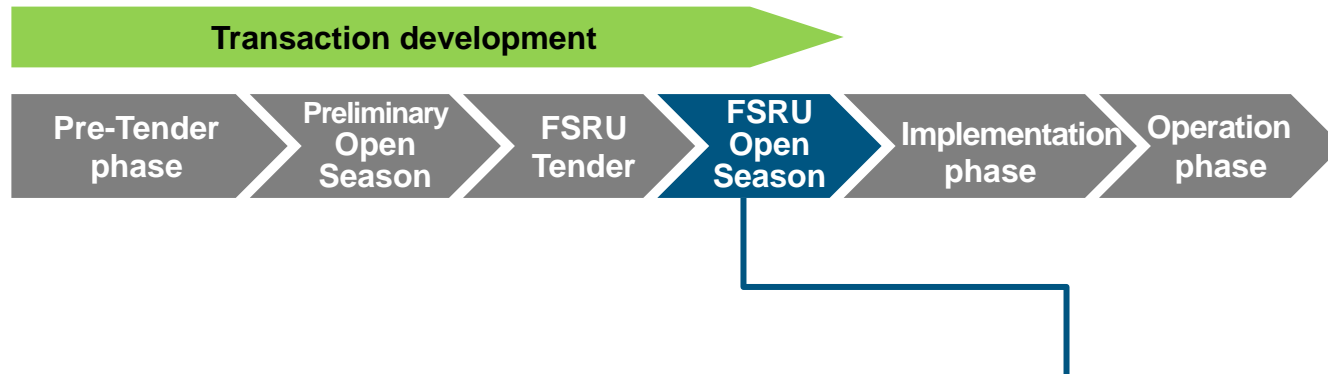 Transaction development
Pre-Tender
phase
Preliminary
Open
Season
FSRU
Tender
FSRU
Open
Season
Implementation
phase
Operation
phase